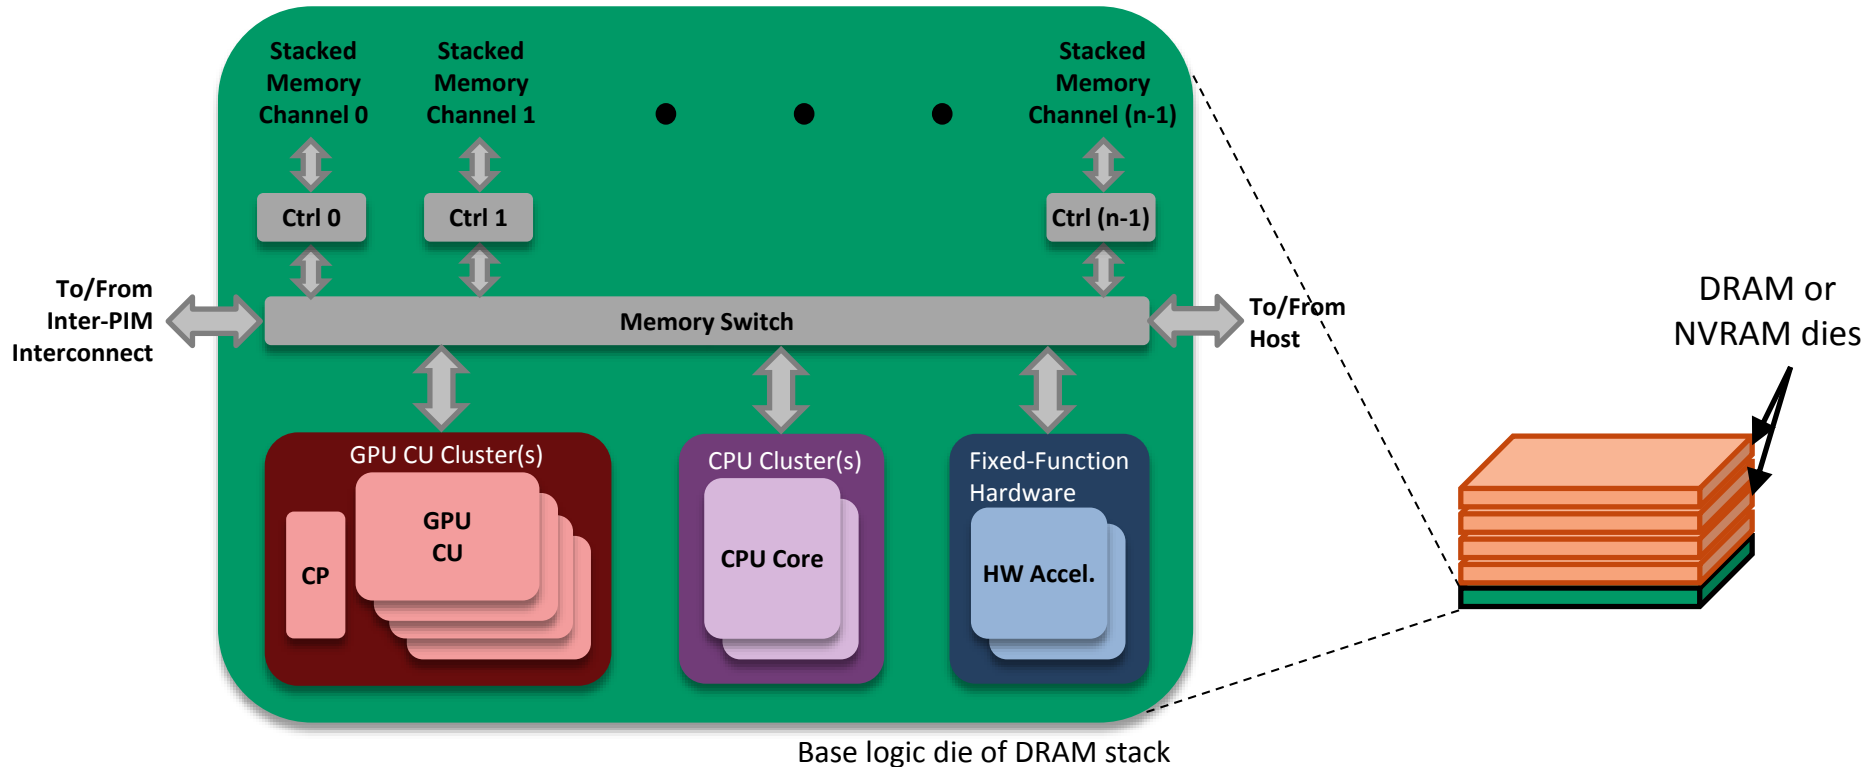 Stacked
Memory
Channel 0
Stacked
Memory
Channel 1
Stacked
Memory
Channel (n-1)
Ctrl 0
Ctrl 1
Ctrl (n-1)
To/From
Inter-PIM
Interconnect
Memory Switch
To/From
Host
DRAM or
NVRAM dies
GPU CU Cluster(s)
CP
GPU
CU
CPU Cluster(s)
CPU Core
Fixed-Function
Hardware
HW Accel.
Base logic die of DRAM stack